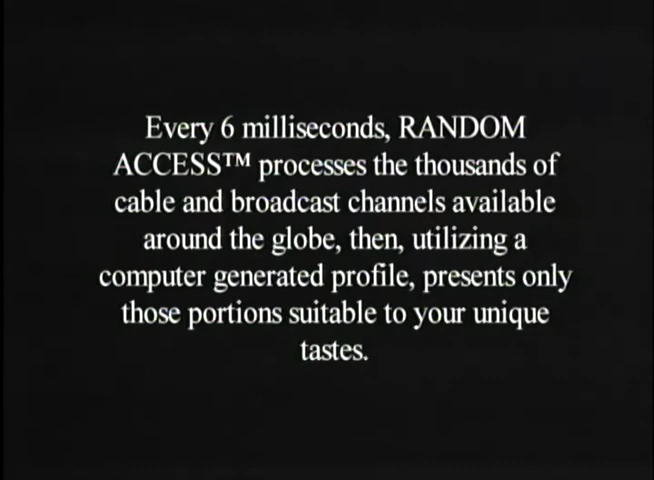 Every 6 milliseconds, RANDOM
ACCESS™ processes the thousands of
cable and broadcast channels available
around the globe, then, utilizing a
computer generated profile, presents only
those portions suitable to your unique
tastes.